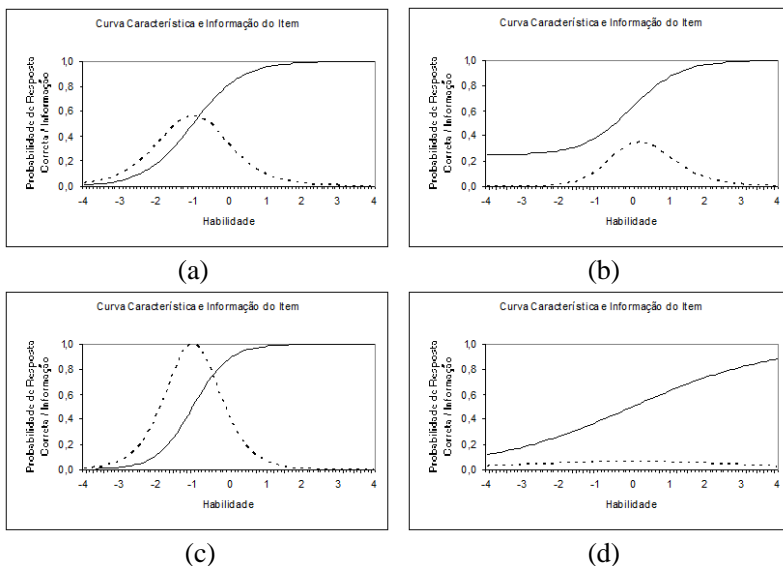 Curva Característica e Informação do Item
Probabilidade de Resposta
Correta / Informação
1,0
0,8
0,6
0,4
0,2
0,0
-4 -3 -2 -1 0 1 2 3 4
Habilidade
(a)
Curva Característica e Informação do Item
Probabilidade de Resposta
Correta / Informação
1,0
0,8
0,6
0,4
0,2
0,0
-4 -3 -2 -1 0 1 2 3 4
Habilidade
(b)
Curva Característica e Informação do Item
Probabilidade de Resposta
Correta / Informação
1,0
0,8
0,6
0,4
0,2
0,0
-4 -3 -2 -1 0 1 2 3 4
Habilidade
(c)
Curva Característica e Informação do Item
Probabilidade de Resposta
Correta / Informação
1,0
0,8
0,6
0,4
0,2
0,0
-4 -3 -2 -1 0 1 2 3 4
Habilidade
(d)